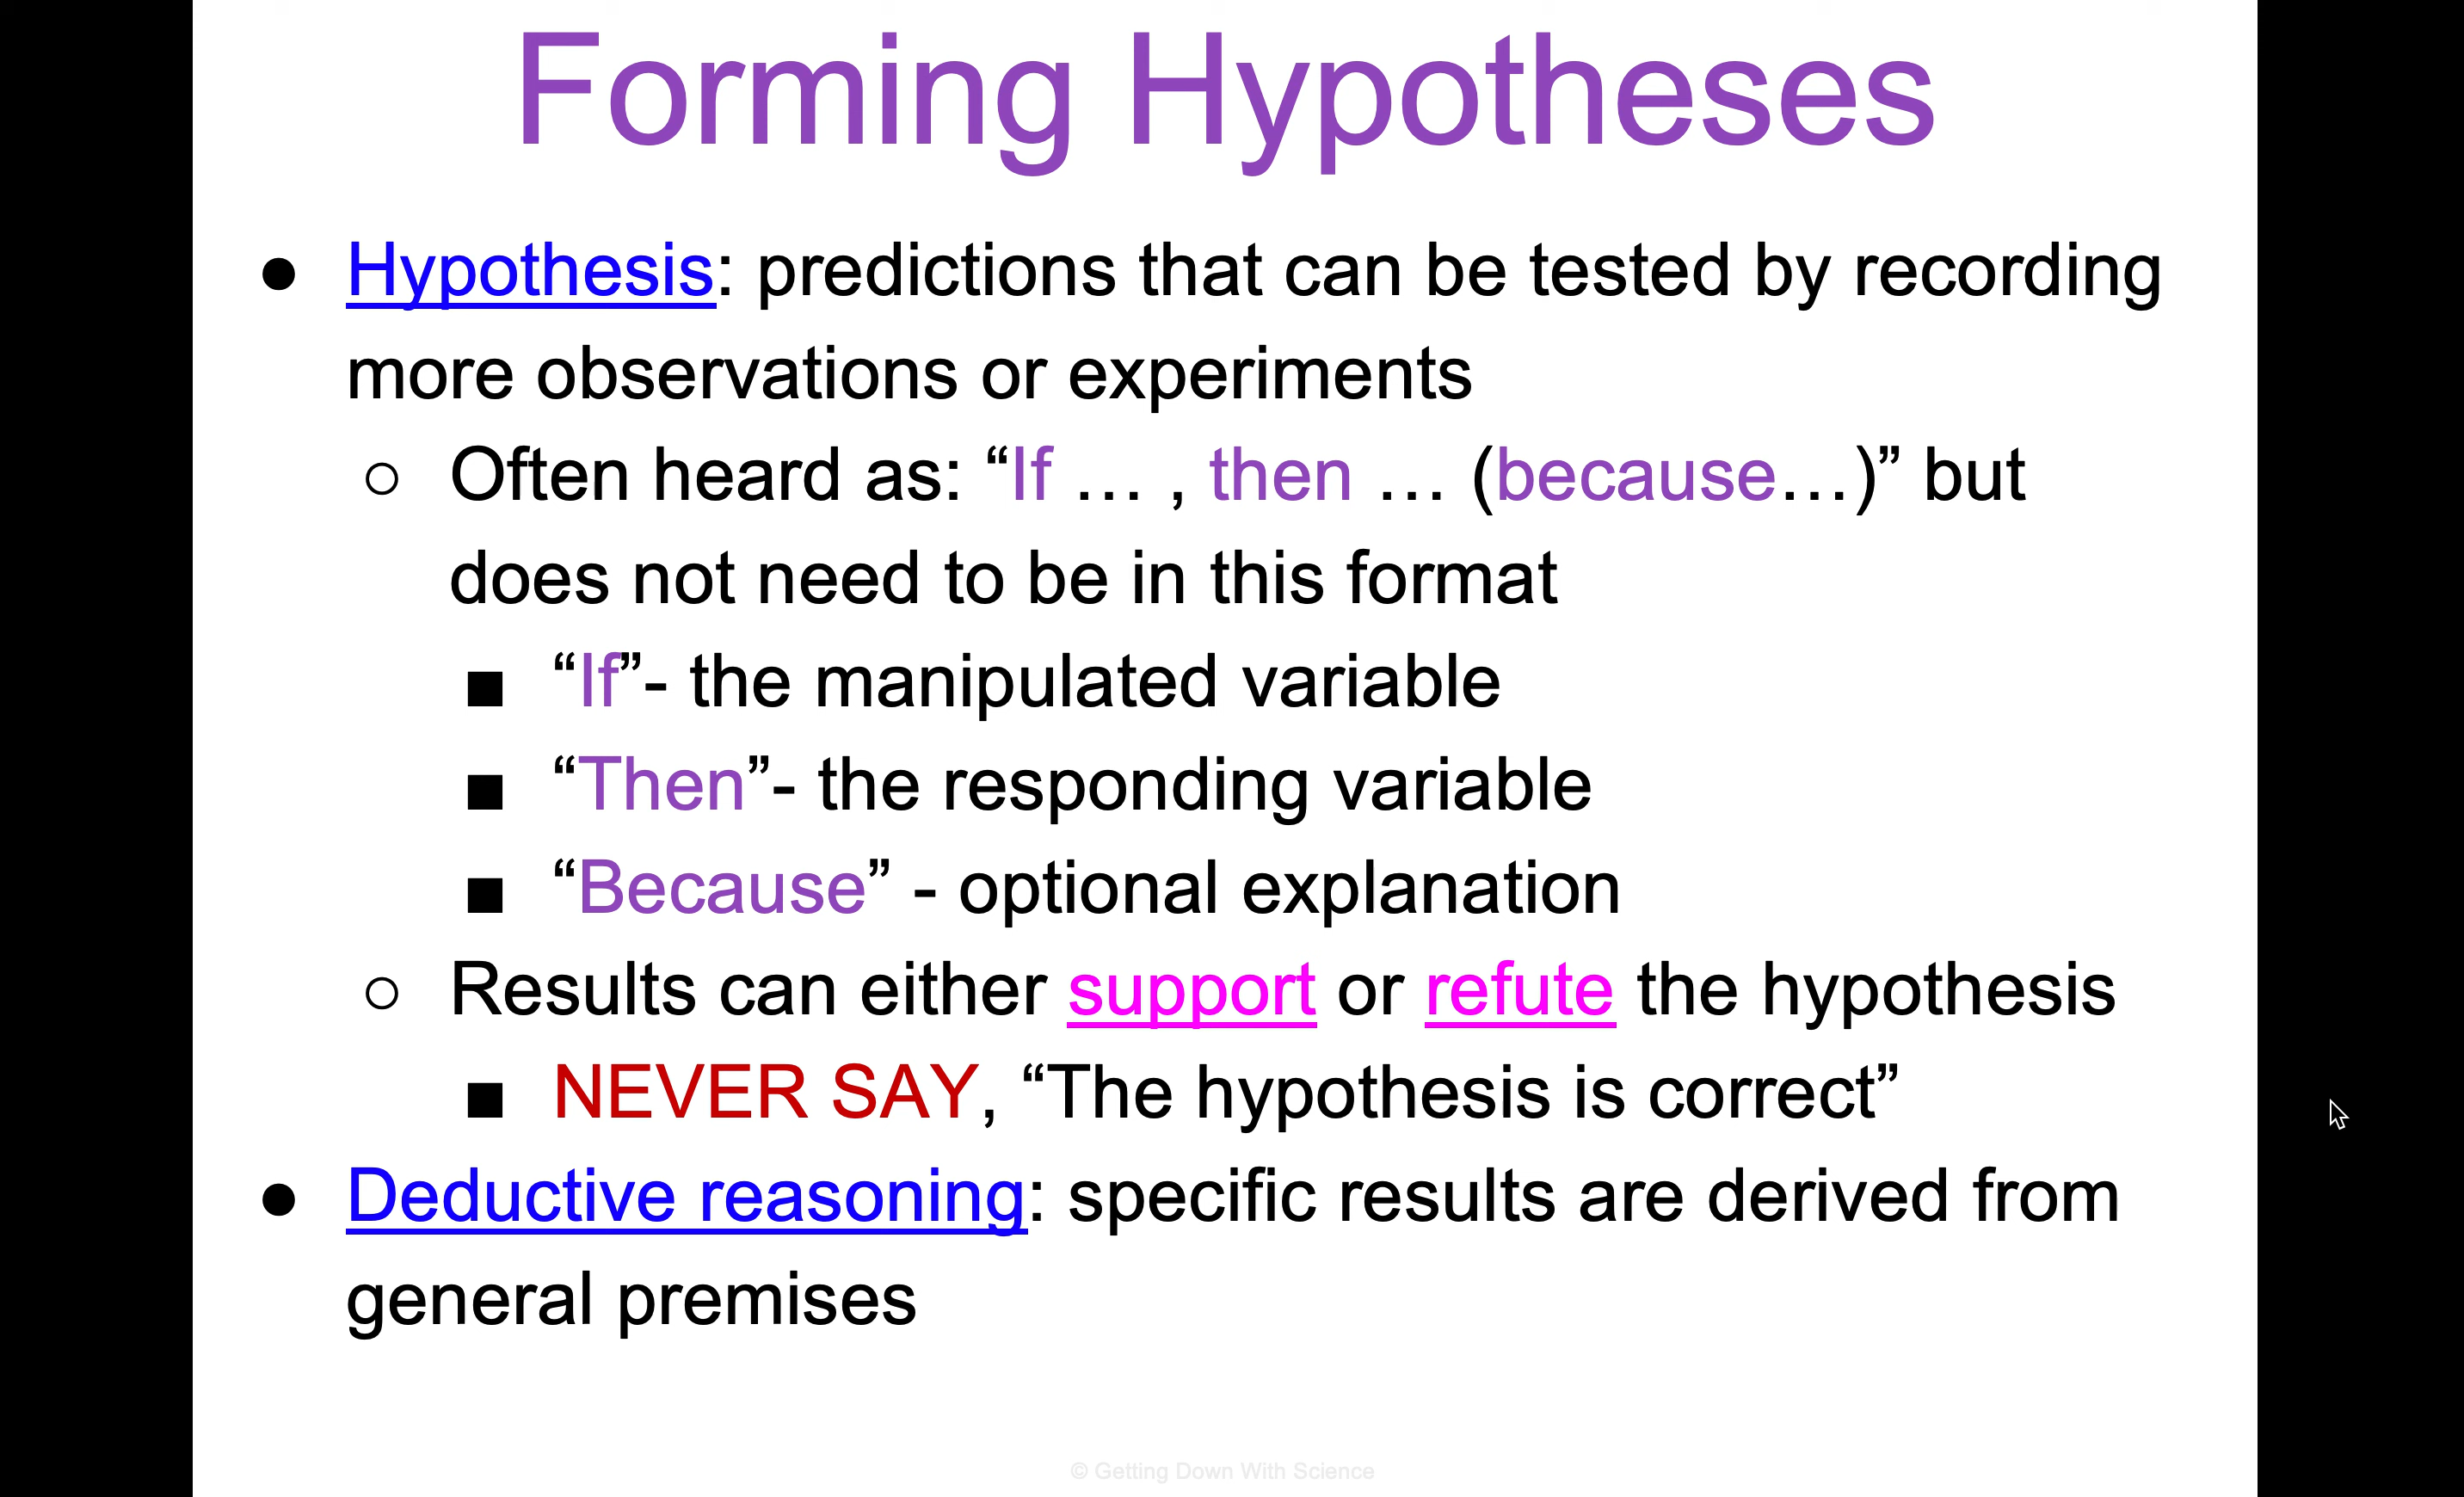 Forming Hypotheses
● Hypothesis: predictions that can be tested by recording
more observations or experiments
○ Often heard as: “If … , then … (because…)” but
does not need to be in this format
■ “If”- the manipulated variable
■ “Then”- the responding variable
■ “Because” - optional explanation
○ Results can either support or refute the hypothesis
■ NEVER SAY, “The hypothesis is correct”
● Deductive reasoning: specific results are derived from
general premises
© Getting Down With Science